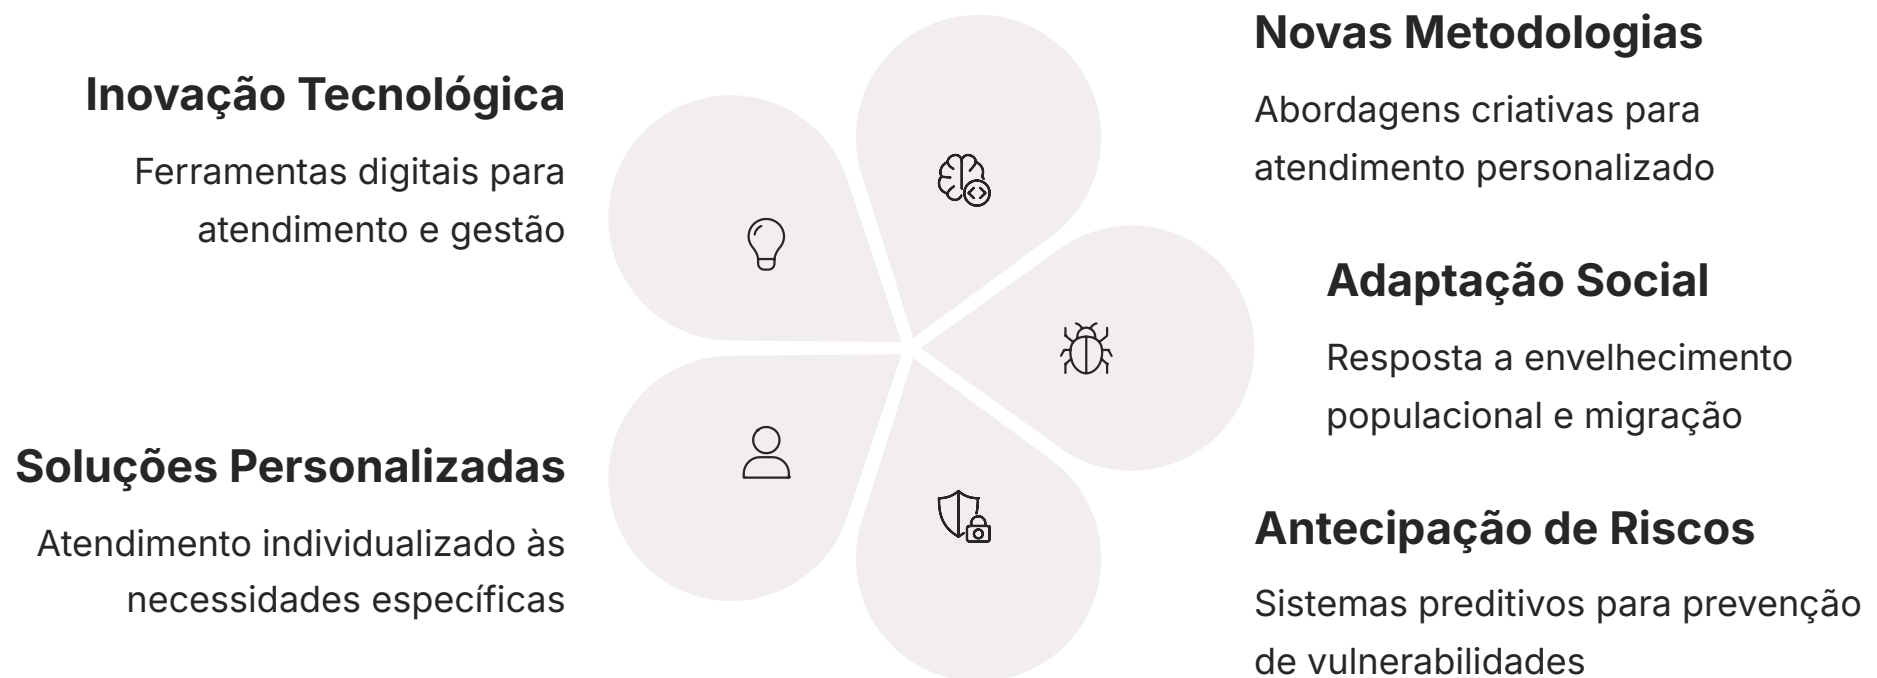 Inovação Tecnológica
Ferramentas digitais para
atendimento e gestão
Soluções Personalizadas
Atendimento individualizado às
necessidades específicas
Novas Metodologias
Abordagens criativas para
atendimento personalizado
Adaptação Social
Resposta a envelhecimento
populacional e migração
Antecipação de Riscos
Sistemas preditivos para prevenção
de vulnerabilidades